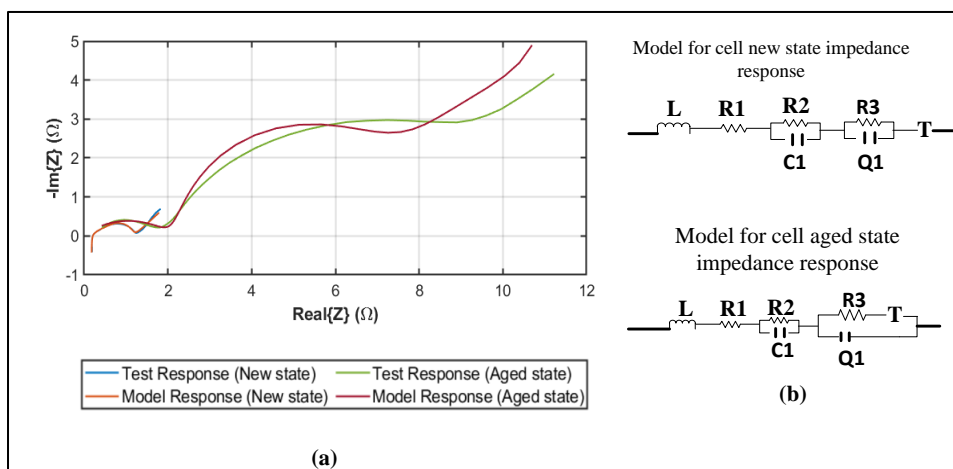 5
4
3
2
1
0
-1
-Im{Z} (Ω)
0 2 4 6 8 10 12
Real{Z} (Ω)
Test Response (New state) Test Response (Aged state)
Model Response (New state) Model Response (Aged state)
(a)
Model for cell new state impedance
response
L R1 R2 R3 T
C1 Q1
Model for cell aged state
impedance response
L R1 R2 R3 T
C1 Q1
(b)